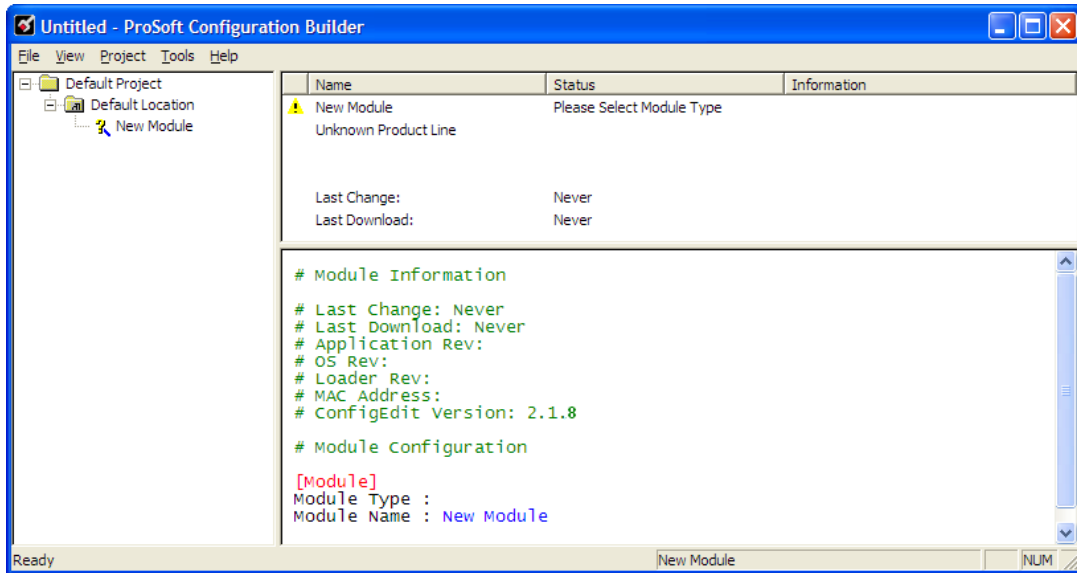 Untitled - ProSoft Configuration Builder
File View Project Tools Help
Default Project
Default Location
New Module
Name Status Information
New Module Please Select Module Type
Unknown Product Line
Last Change: Never
Last Download: Never
# Module Information
# Last Change: Never
# Last Download: Never
# Application Rev:
# OS Rev:
# Loader Rev:
# MAC Address:
# ConfigEdit Version: 2.1.8
# Module Configuration
[Module]
Module Type :
Module Name : New Module
Ready New Module NUM